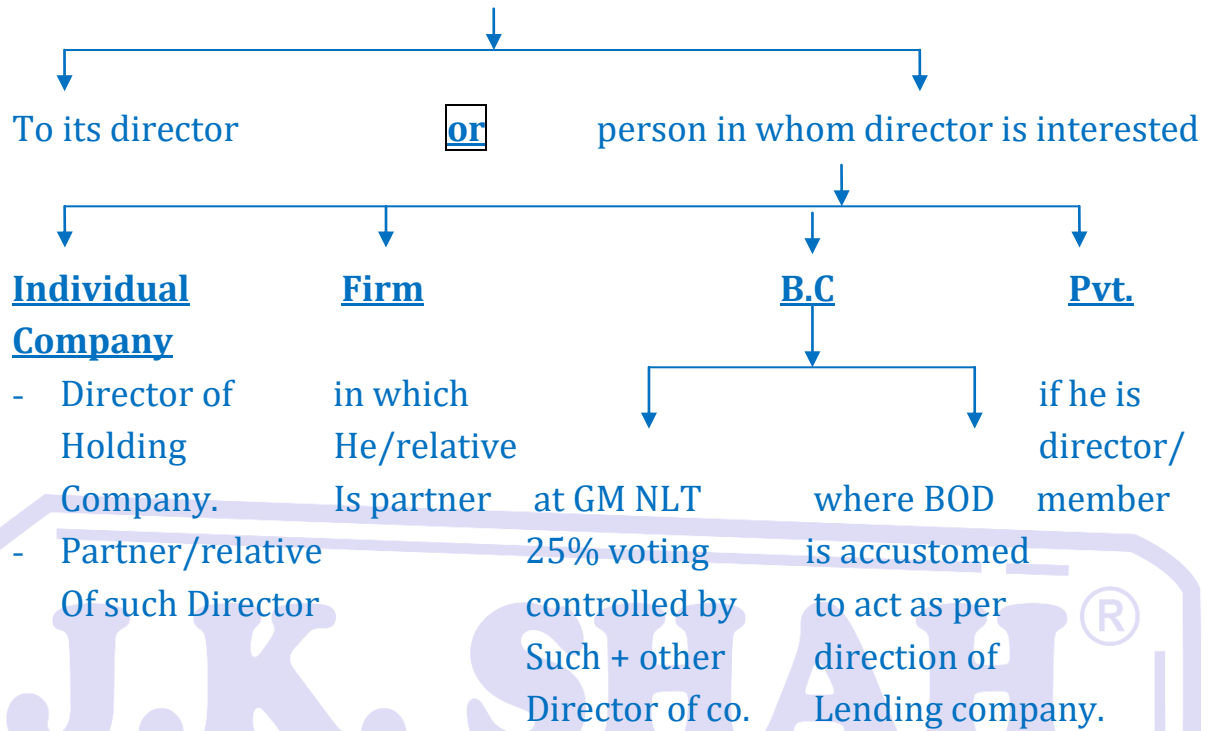 To its director or person in whom director is interested
Individual Firm B.C Pvt.
Company
- Director of in which if he is
Holding He/relative director/
Company. Is partner at GM NLT where BOD member
- Partner/relative 25% voting is accustomed
Of such Director controlled by to act as per
Such + other direction of
Director of co. Lending company.
J.K. SHAH ®